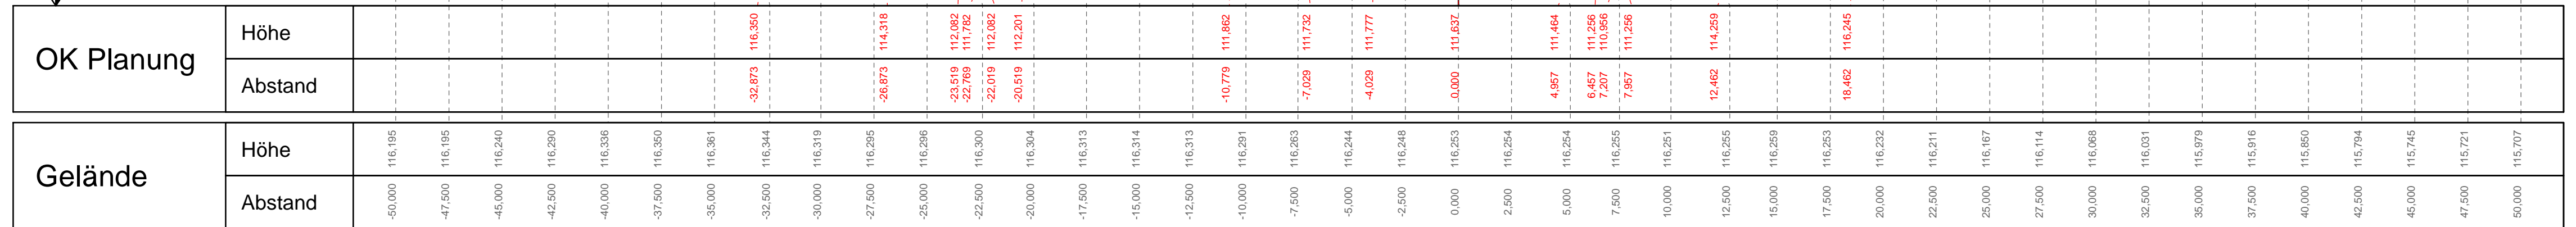 OK Planung
Höhe
116,350 114,318 112,082 111,782 112,082 112,201 111,862 111,732 111,777 111,637 111,464 111,256 110,956 111,256 114,259 116,245
Abstand
-32,873 -26,873 -23,519 -22,769 -22,019 -20,519 -10,779 -7,029 -4,029 0,000 4,957 6,457 7,207 7,957 12,462 18,462
Gelände
Höhe
116,195 116,195 116,240 116,290 116,336 116,350 116,361 116,344 116,319 116,295 116,296 116,300 116,304 116,313 116,314 116,313 116,291 116,263 116,244 116,248 116,253 116,254 116,254 116,255 116,251 116,255 116,259 116,253 116,232 116,211 116,167 116,114 116,068 116,031 115,979 115,916 115,850 115,794 115,745 115,721 115,707
Abstand
-50,000 -47,500 -45,000 -42,500 -40,000 -37,500 -35,000 -32,500 -30,000 -27,500 -25,000 -22,500 -20,000 -17,500 -15,000 -12,500 -10,000 -7,500 -5,000 -2,500 0,000 2,500 5,000 7,500 10,000 12,500 15,000 17,500 20,000 22,500 25,000 27,500 30,000 32,500 35,000 37,500 40,000 42,500 45,000 47,500 50,000